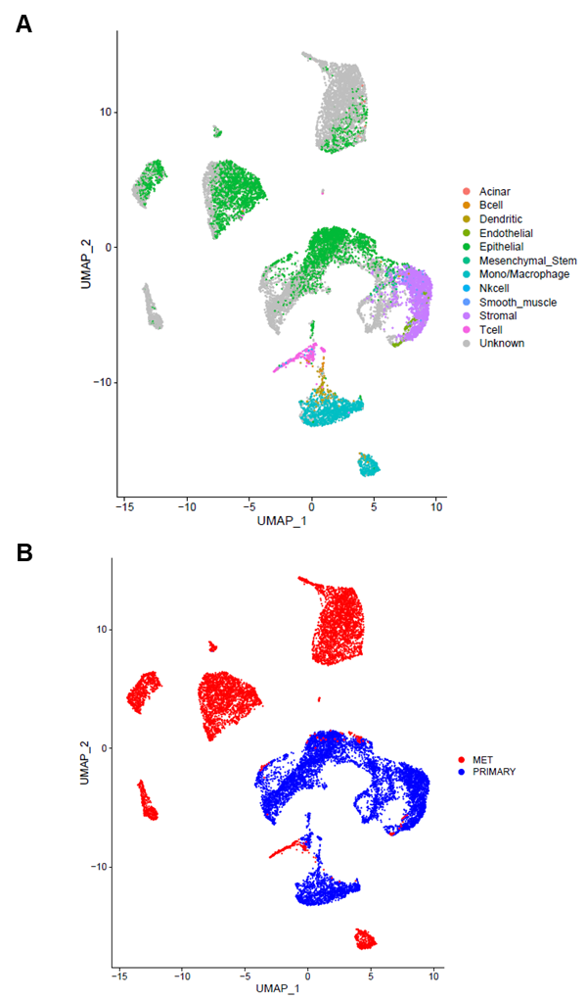 A
UMAP_2
10
0
−10
−15
−10
−5
0
5
10
UMAP_1
Acinar
Bcell
Dendritic
Endothelial
Epithelial
Mesenchymal_Stem
Mono/Macrophage
Nkcell
Smooth_muscle
Stromal
Tcell
Unknown
B
UMAP_2
10
0
−10
−15
−10
−5
0
5
10
UMAP_1
MET
PRIMARY